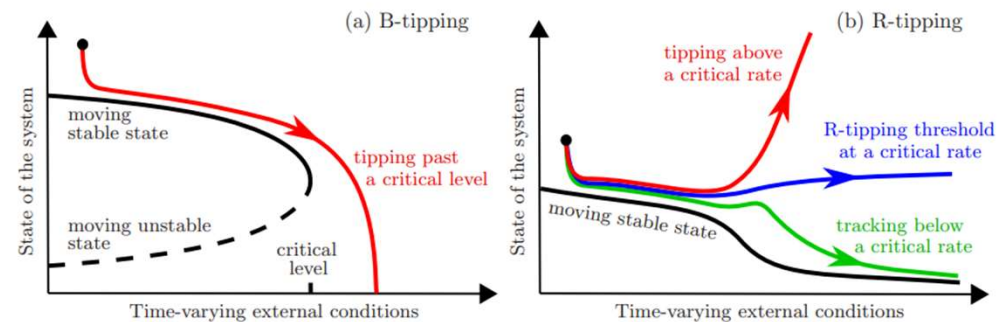 (a) B-tipping
State of the system
moving
stable state
moving unstable
state
tipping past
a critical level
critical
level
Time-varying external conditions
(b) R-tipping
State of the system
tipping above
a critical rate
R-tipping threshold
at a critical rate
moving stable state
tracking below
a critical rate
Time-varying external conditions